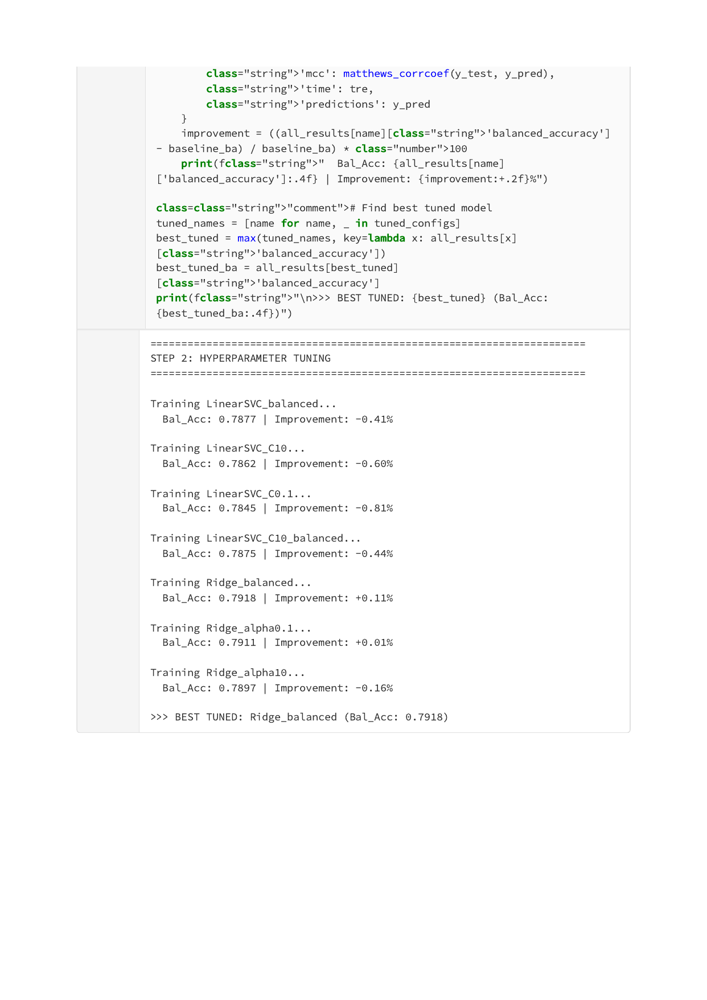 class="string">'mcc': matthews_corrcoef(y_test, y_pred),
class="string">'time': tre,
class="string">'predictions': y_pred
}
improvement = ((all_results[name][class="string">'balanced_accuracy']
− baseline_ba) / baseline_ba) * class="number">100
print(fclass="string">"  Bal_Acc: {all_results[name]
['balanced_accuracy']:.4f} | Improvement: {improvement:+.2f}%")
class=class="string">"comment"># Find best tuned model
tuned_names = [name for name, _ in tuned_configs]
best_tuned = max(tuned_names, key=lambda x: all_results[x]
[class="string">'balanced_accuracy'])
best_tuned_ba = all_results[best_tuned]
[class="string">'balanced_accuracy']
print(fclass="string">"\n>>> BEST TUNED: {best_tuned} (Bal_Acc:
{best_tuned_ba:.4f})")
======================================================================
STEP 2: HYPERPARAMETER TUNING
======================================================================
Training LinearSVC_balanced...
Bal_Acc: 0.7877 | Improvement: −0.41%
Training LinearSVC_C10...
Bal_Acc: 0.7862 | Improvement: −0.60%
Training LinearSVC_C0.1...
Bal_Acc: 0.7845 | Improvement: −0.81%
Training LinearSVC_C10_balanced...
Bal_Acc: 0.7875 | Improvement: −0.44%
Training Ridge_balanced...
Bal_Acc: 0.7918 | Improvement: +0.11%
Training Ridge_alpha0.1...
Bal_Acc: 0.7911 | Improvement: +0.01%
Training Ridge_alpha10...
Bal_Acc: 0.7897 | Improvement: −0.16%
>>> BEST TUNED: Ridge_balanced (Bal_Acc: 0.7918)